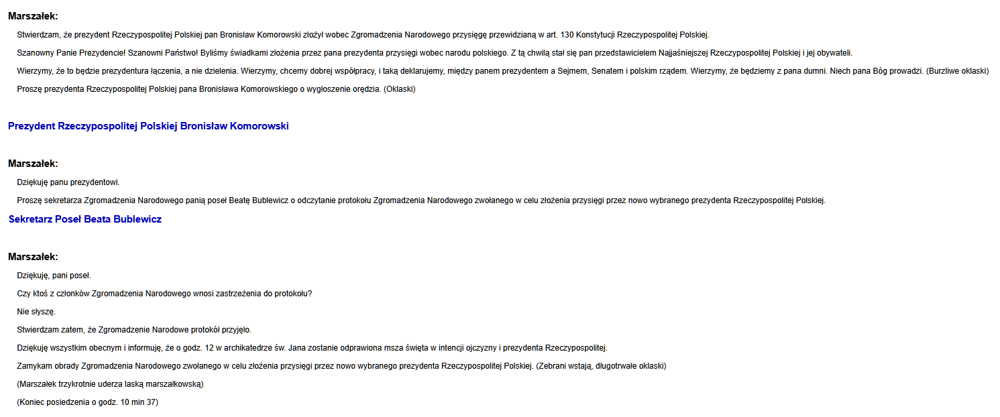 Marszałek:
Stwierdzam, że prezydent Rzeczypospolitej Polskiej pan Bronisław Komorowski złożył wobec Zgromadzenia Narodowego przysięgę przewidzianą w art. 130 Konstytucji Rzeczypospolitej Polskiej.
Szanowny Panie Prezydencie! Szanowni Państwo! Byliśmy świadkami złożenia przez pana prezydenta przysięgi wobec narodu polskiego. Z tą chwilą stał się pan przedstawicielem Najjaśniejszej Rzeczypospolitej Polskiej i jej obywateli.
Wierzymy, że to będzie prezydentura łączenia, a nie dzielenia. Wierzymy, chcemy dobrej współpracy, i taką deklarujemy, między panem prezydentem a Sejmem, Senatem i polskim rządem. Wierzymy, że będziemy z pana dumni. Niech pana Bóg prowadzi. (Burzliwe oklaski)
Proszę prezydenta Rzeczypospolitej Polskiej pana Bronisława Komorowskiego o wygłoszenie orędzia. (Oklaski)
Prezydent Rzeczypospolitej Polskiej Bronisław Komorowski
Marszałek:
Dziękuję panu prezydentowi.
Proszę sekretarza Zgromadzenia Narodowego panią poseł Beatę Bublewicz o odczytanie protokołu Zgromadzenia Narodowego zwołanego w celu złożenia przysięgi przez nowo wybranego prezydenta Rzeczypospolitej Polskiej.
Sekretarz Poseł Beata Bublewicz
Marszałek:
Dziękuję, pani poseł.
Czy ktoś z członków Zgromadzenia Narodowego wnosi zastrzeżenia do protokołu?
Nie słyszę.
Stwierdzam zatem, że Zgromadzenie Narodowe protokół przyjęło.
Dziękuję wszystkim obecnym i informuję, że o godz. 12 w archikatedrze św. Jana zostanie odprawiona msza święta w intencji ojczyzny i prezydenta Rzeczypospolitej.
Zamykam obrady Zgromadzenia Narodowego zwołanego w celu złożenia przysięgi przez nowo wybranego prezydenta Rzeczypospolitej Polskiej. (Zebrani wstają, długotrwałe oklaski)
(Marszałek trzykrotnie uderza laską marszałkowską)
(Koniec posiedzenia o godz. 10 min 37)